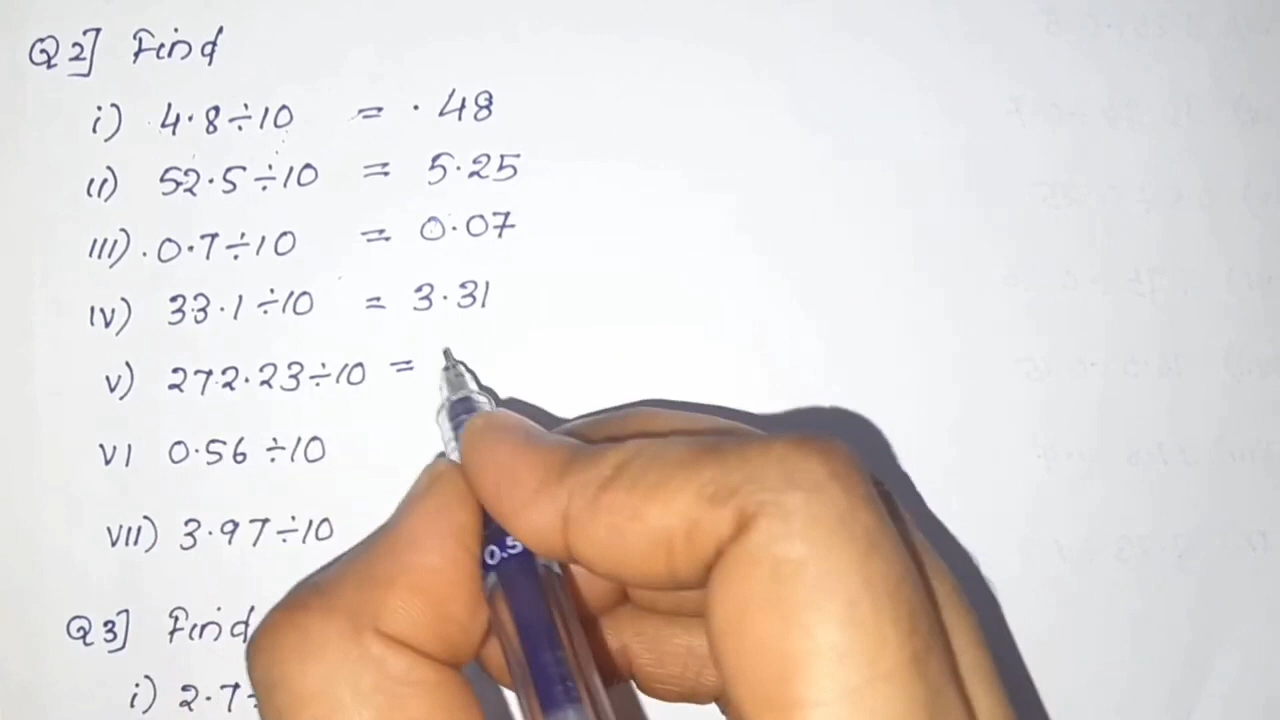 Q2] Find
i) 4.8÷10 = .48
ii) 52.5÷10 = 5.25
III). 0.7÷10 = 0.07
IV) 33.1÷10 = 3.31
V) 272.23÷10 =
VI 0.56÷10
VII) 3.97÷10
0.5
Q3] Find
i) 2.7÷